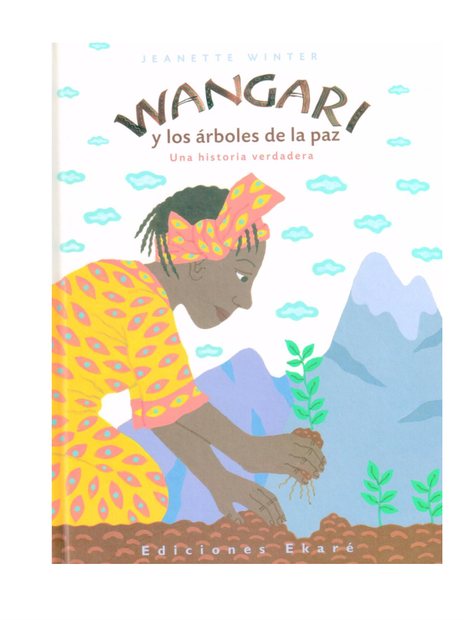 JEANETTE WINTER
WANGARI
y los árboles de la paz
Una historia verdadera
Ediciones Ekaré